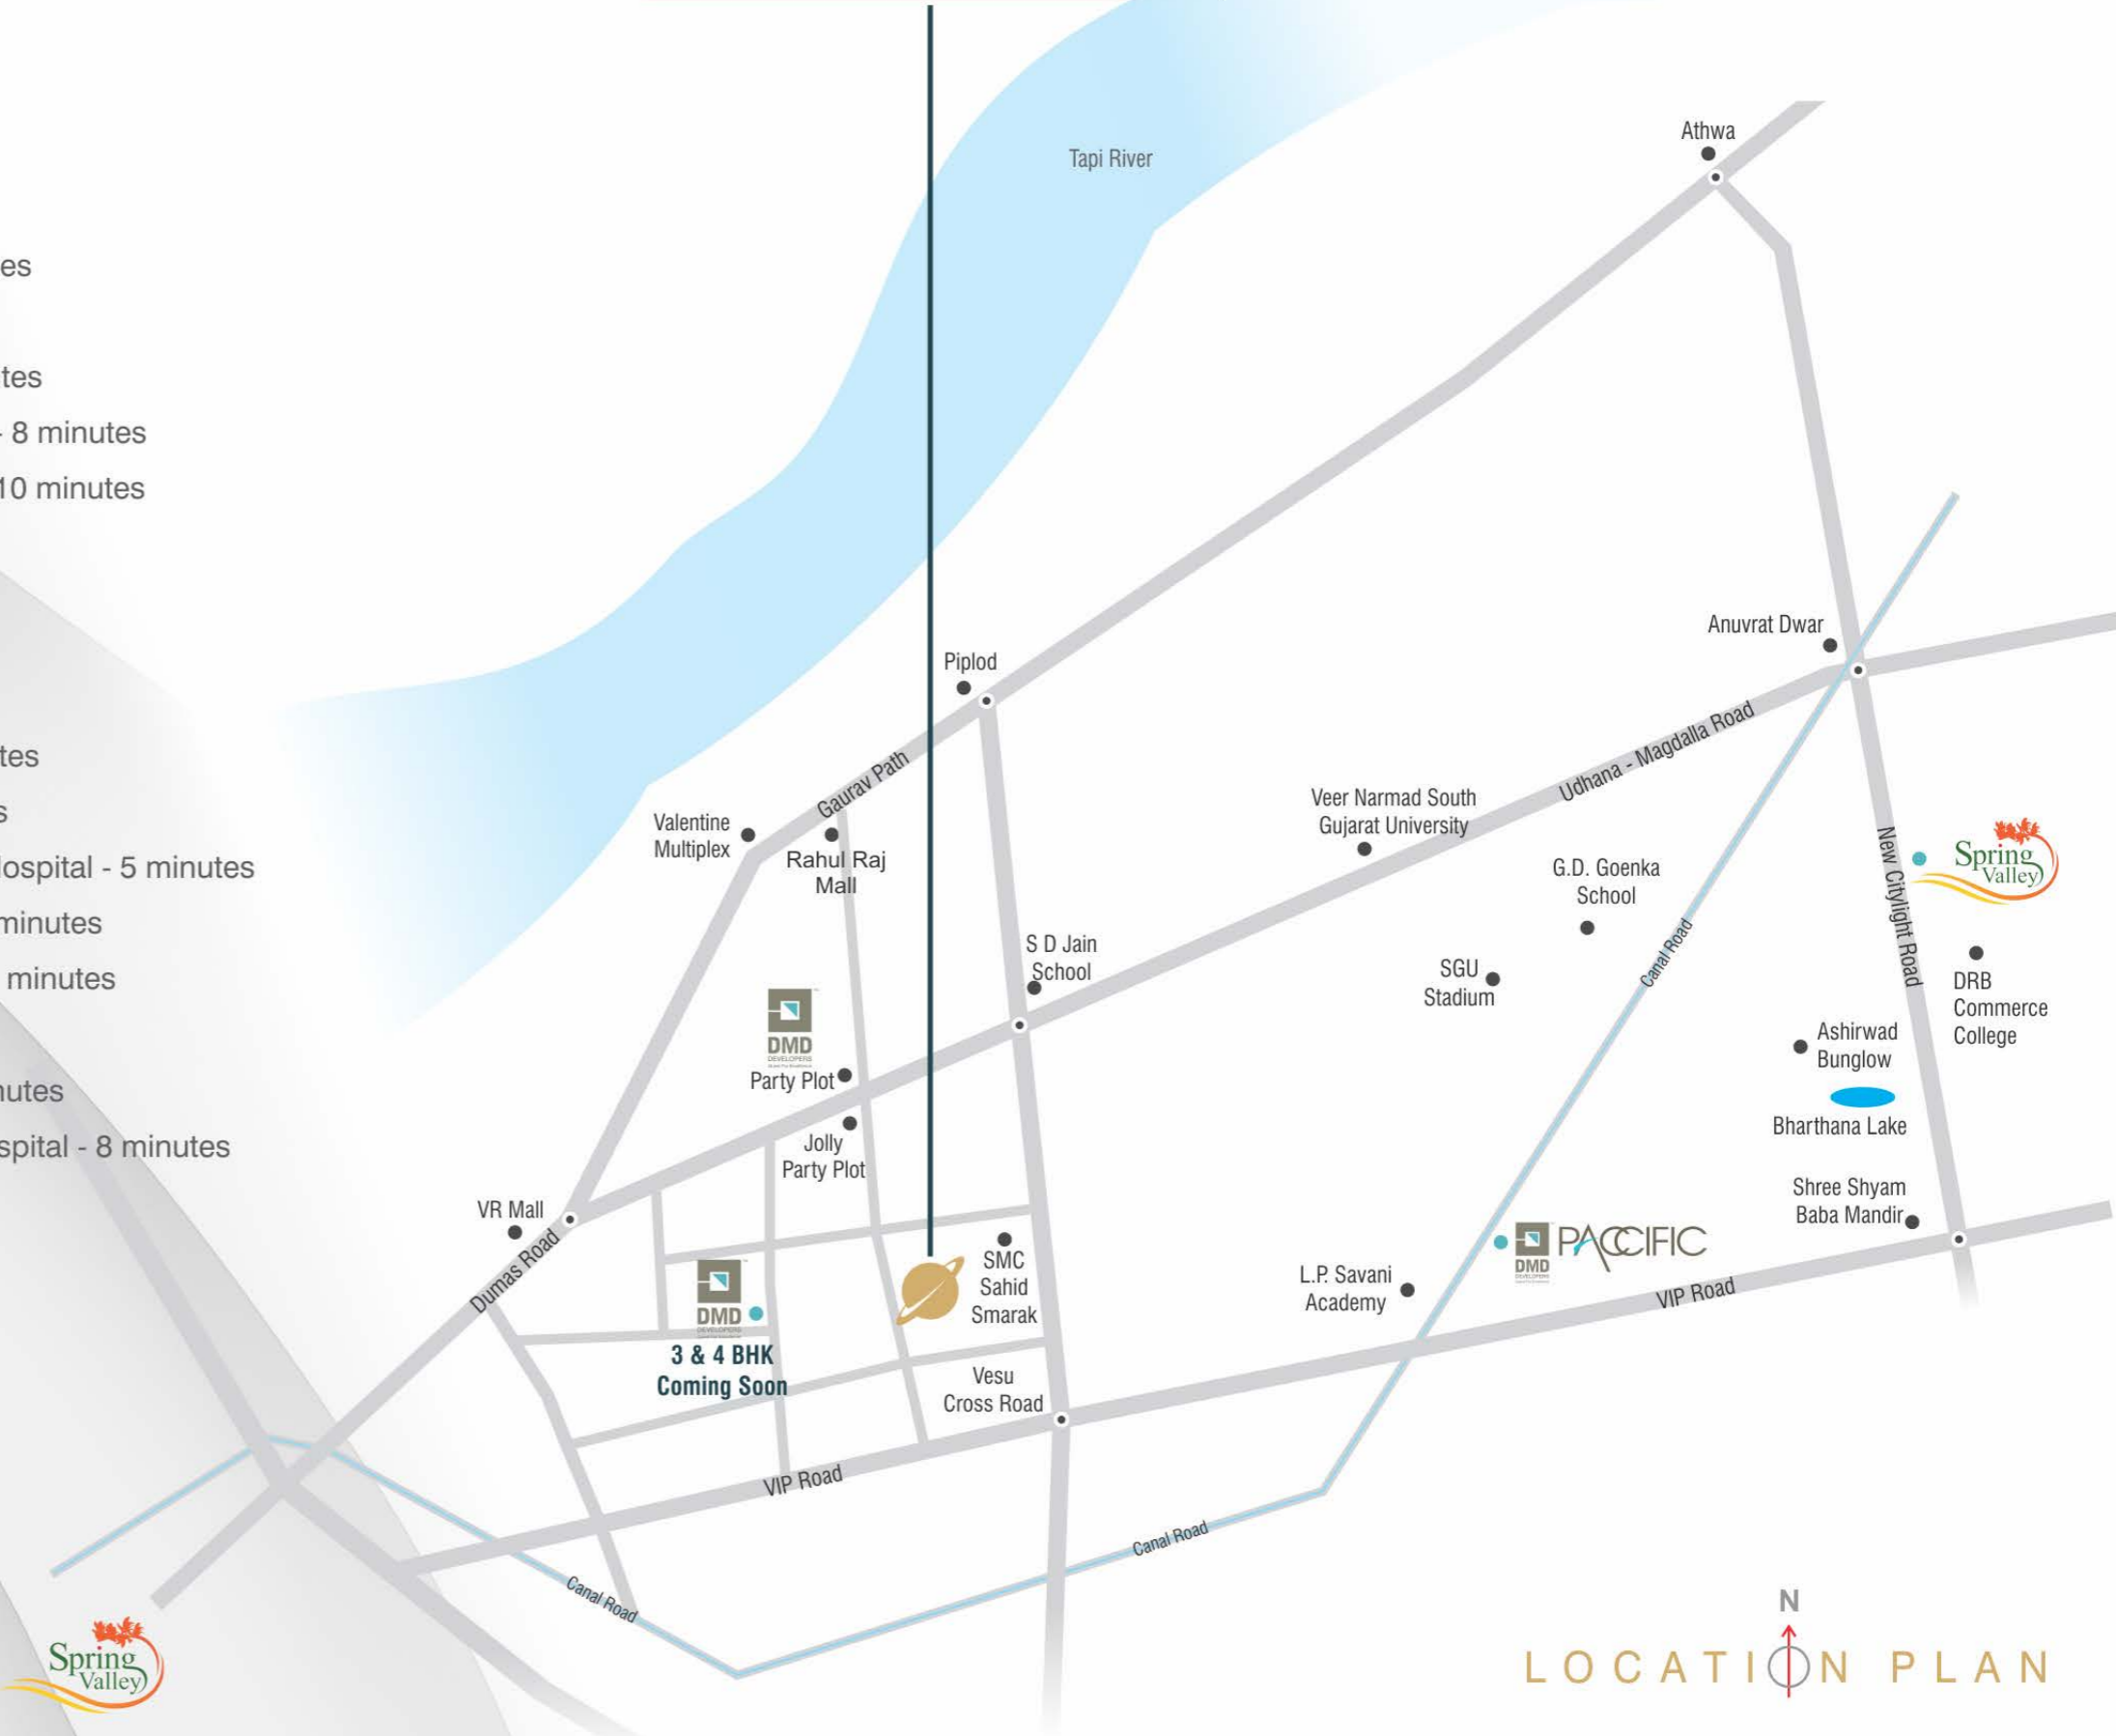 Tapi River
Athwa
es
tes
- 8 minutes
10 minutes
Piplod
Anuvrat Dwar
Gaurav Path
Udhana - Magdalla Road
tes
s
Hospital - 5 minutes
minutes
minutes
Valentine
Multiplex
Rahul Raj
Mall
Veer Narmad South
Gujarat University
G.D. Goenka
School
New Citylight Road
Spring
Valley
S D Jain
School
SGU
Stadium
Canal Road
DRB
Commerce
College
DMD
DEVELOPERS
Party Plot
Ashirwad
Bunglow
Bharthana Lake
nutes
spital - 8 minutes
Jolly
Party Plot
VR Mall
Dumas Road
Shree Shyam
Baba Mandir
SMC
Sahid
Smarak
DMD
DEVELOPERS
3 & 4 BHK
Coming Soon
L.P. Savani
Academy
DMD
DEVELOPERS
PACCIFIC
VIP Road
Vesu
Cross Road
VIP Road
Canal Road
Canal Road
Spring
Valley
N
LOCATION PLAN